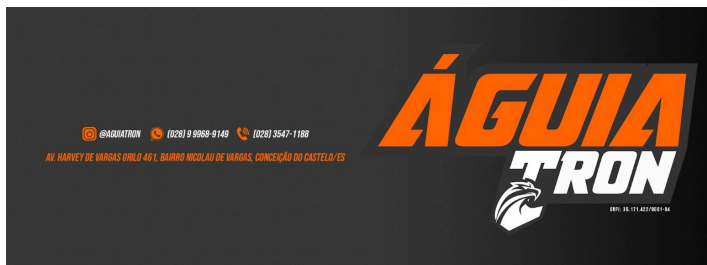 @AGUIATRON (028) 9 9968-9149 (028) 3547-1188
AV. HARVEY DE VARGAS GRILO 461, BAIRRO NICOLAU DE VARGAS, CONCEIÇÃO DO CASTELO/ES
ÁGUIA
TRON
CNPJ: 35.171.422/0001-04